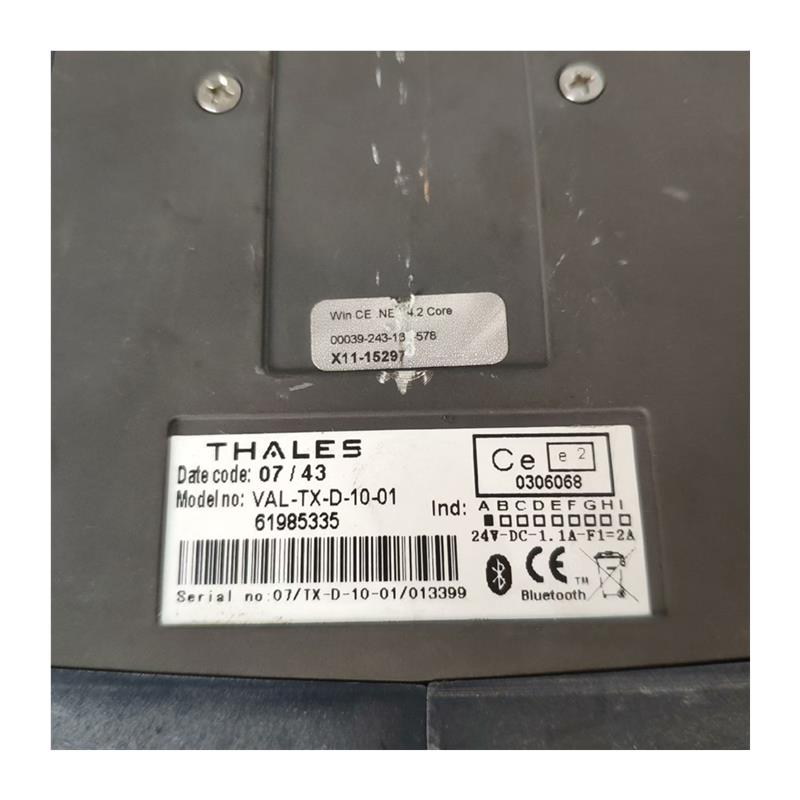 Win CE .NE 4.2 Core
00039-243-13 -578
X11-15297
THALES
Date code: 07 / 43
Model no: VAL-TX-D-10-01
61985335
Serial no:07/TX-D-10-01/013399
Ce e 2
0306068
Ind: A B C D E F G H I
24V-DC-1.1A-F1=2A
CE TM
Bluetooth